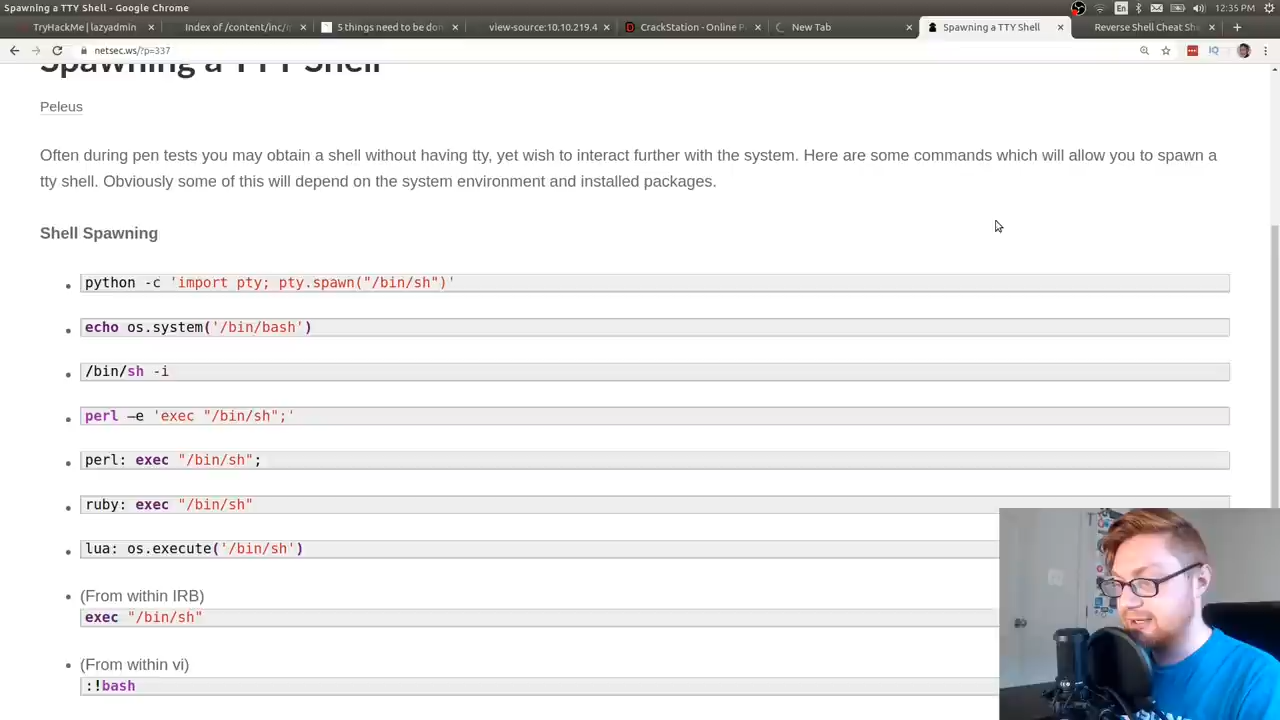 Spawning a TTY Shell - Google Chrome
En
12:35 PM
TryHackMe | lazyadmin
Index of /content/inc/m
5 things need to be don
view-source:10.10.219.4
CrackStation - Online P
New Tab
Spawning a TTY Shell
Reverse Shell Cheat She
netsec.ws/?p=337
Spawning a TTY Shell
Peleus
Often during pen tests you may obtain a shell without having tty, yet wish to interact further with the system. Here are some commands which will allow you to spawn a
tty shell. Obviously some of this will depend on the system environment and installed packages.
Shell Spawning
python -c 'import pty; pty.spawn("/bin/sh")'
echo os.system('/bin/bash')
/bin/sh -i
perl —e 'exec "/bin/sh";'
perl: exec "/bin/sh";
ruby: exec "/bin/sh"
lua: os.execute('/bin/sh')
(From within IRB)
exec "/bin/sh"
(From within vi)
:!bash